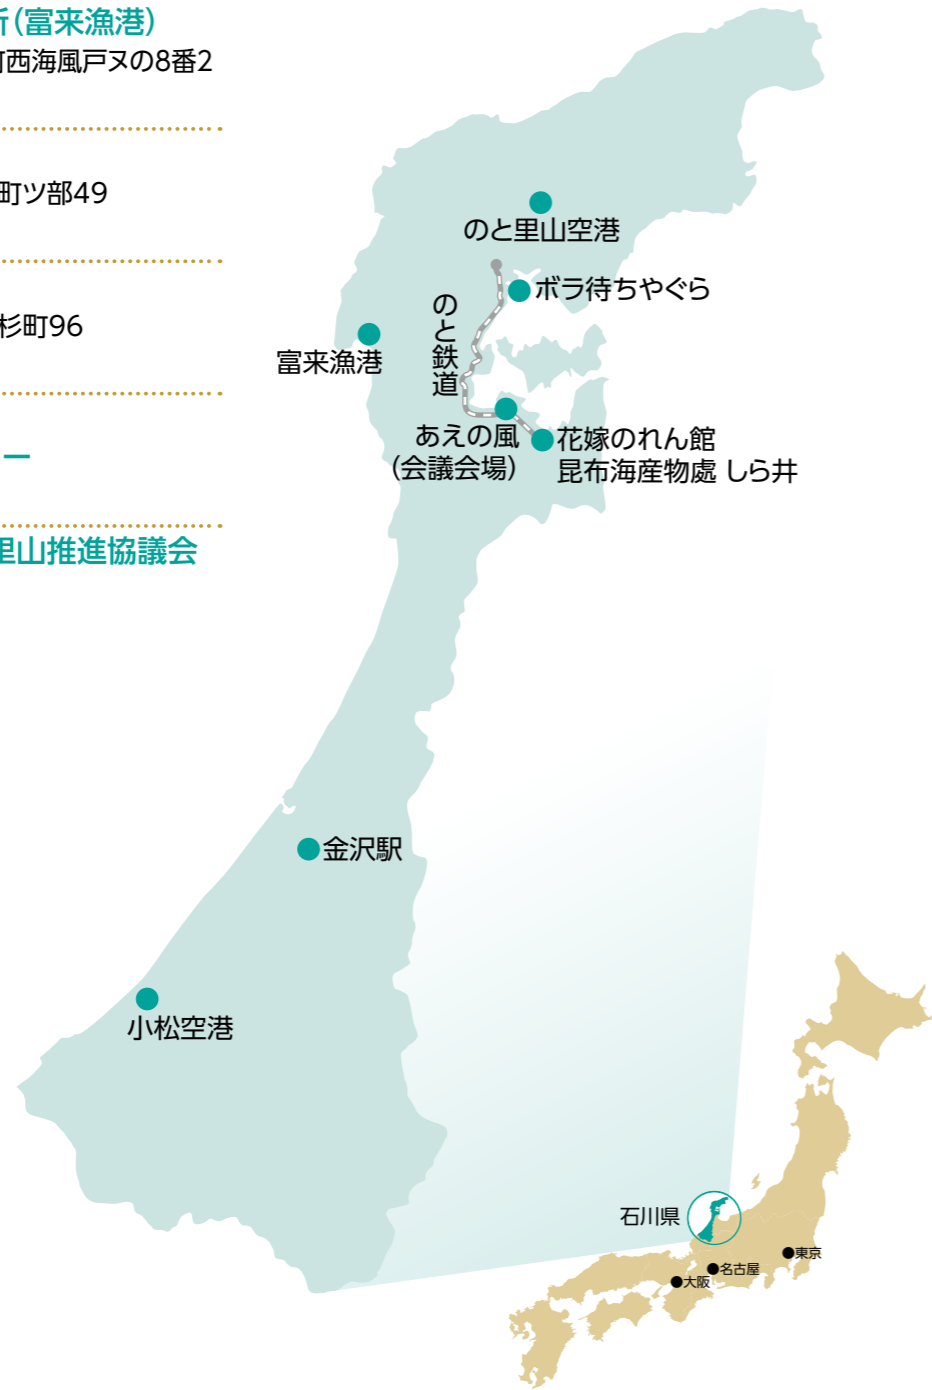 所（富来漁港）
町西海風戸ヌの8番2
町ツ部49
杉町96
ー
里山推進協議会
のと里山空港
ボラ待ちやぐら
のと鉄道
富来漁港
あえの風
（会議会場）
花嫁のれん館
昆布海産物處 しら井
金沢駅
小松空港
石川県
東京
名古屋
大阪